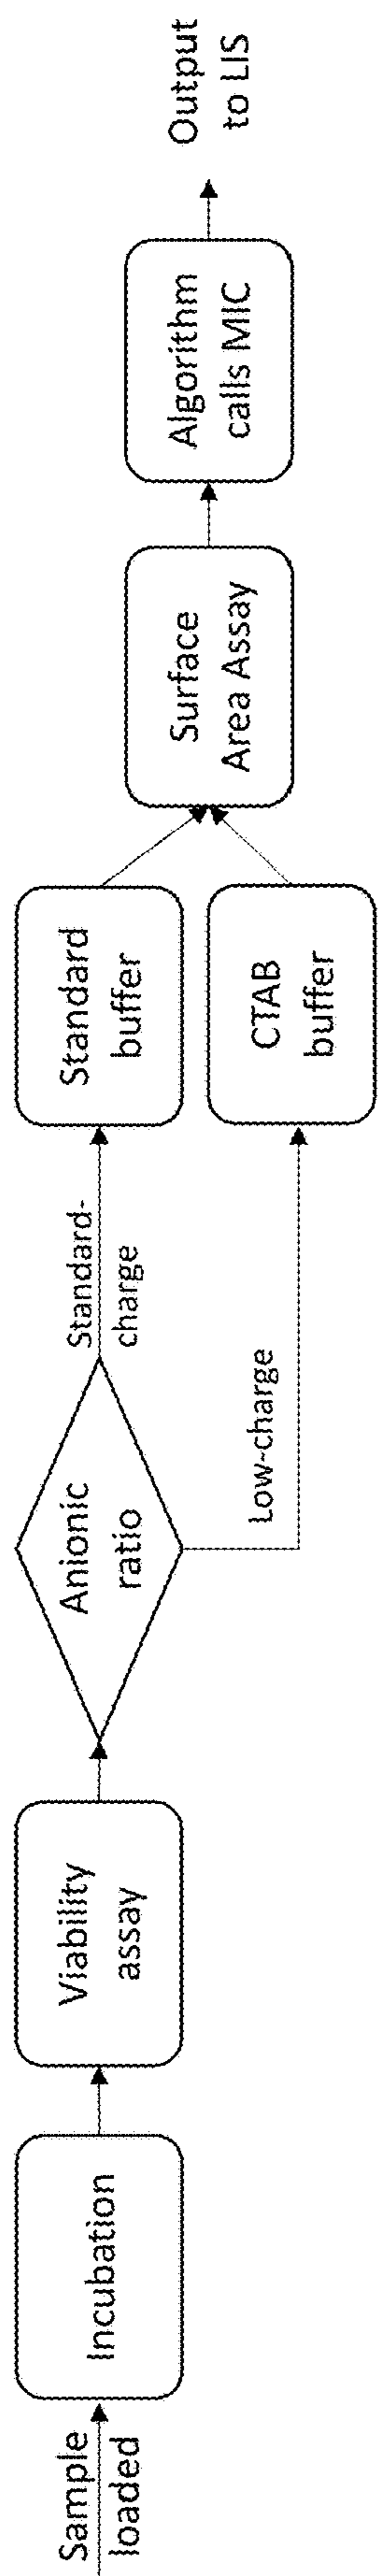 Sample
loaded
Incubation
Viability
assay
Anionic
ratio
Standard-
charge
Low-charge
Standard
buffer
CTAB
buffer
Surface
Area Assay
Algorithm
calls MIC
Output
to LIS